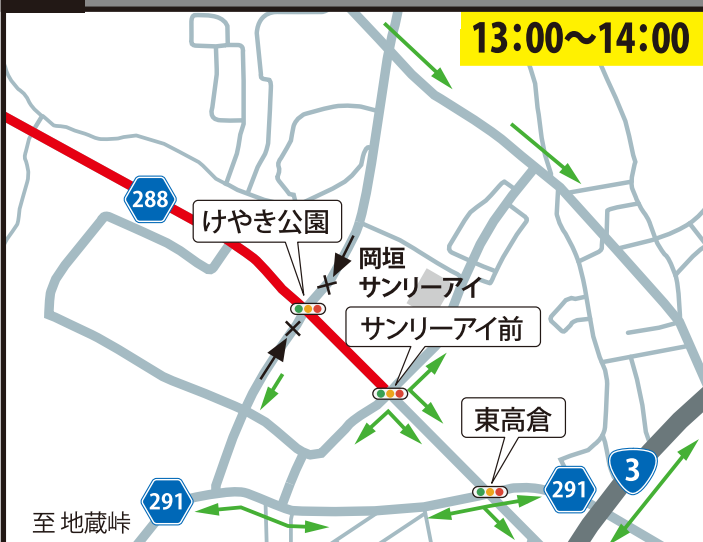 13:00〜14:00
288
けやき公園
岡垣
サンリーアイ
サンリーアイ前
東高倉
3
291
291
至 地蔵峠